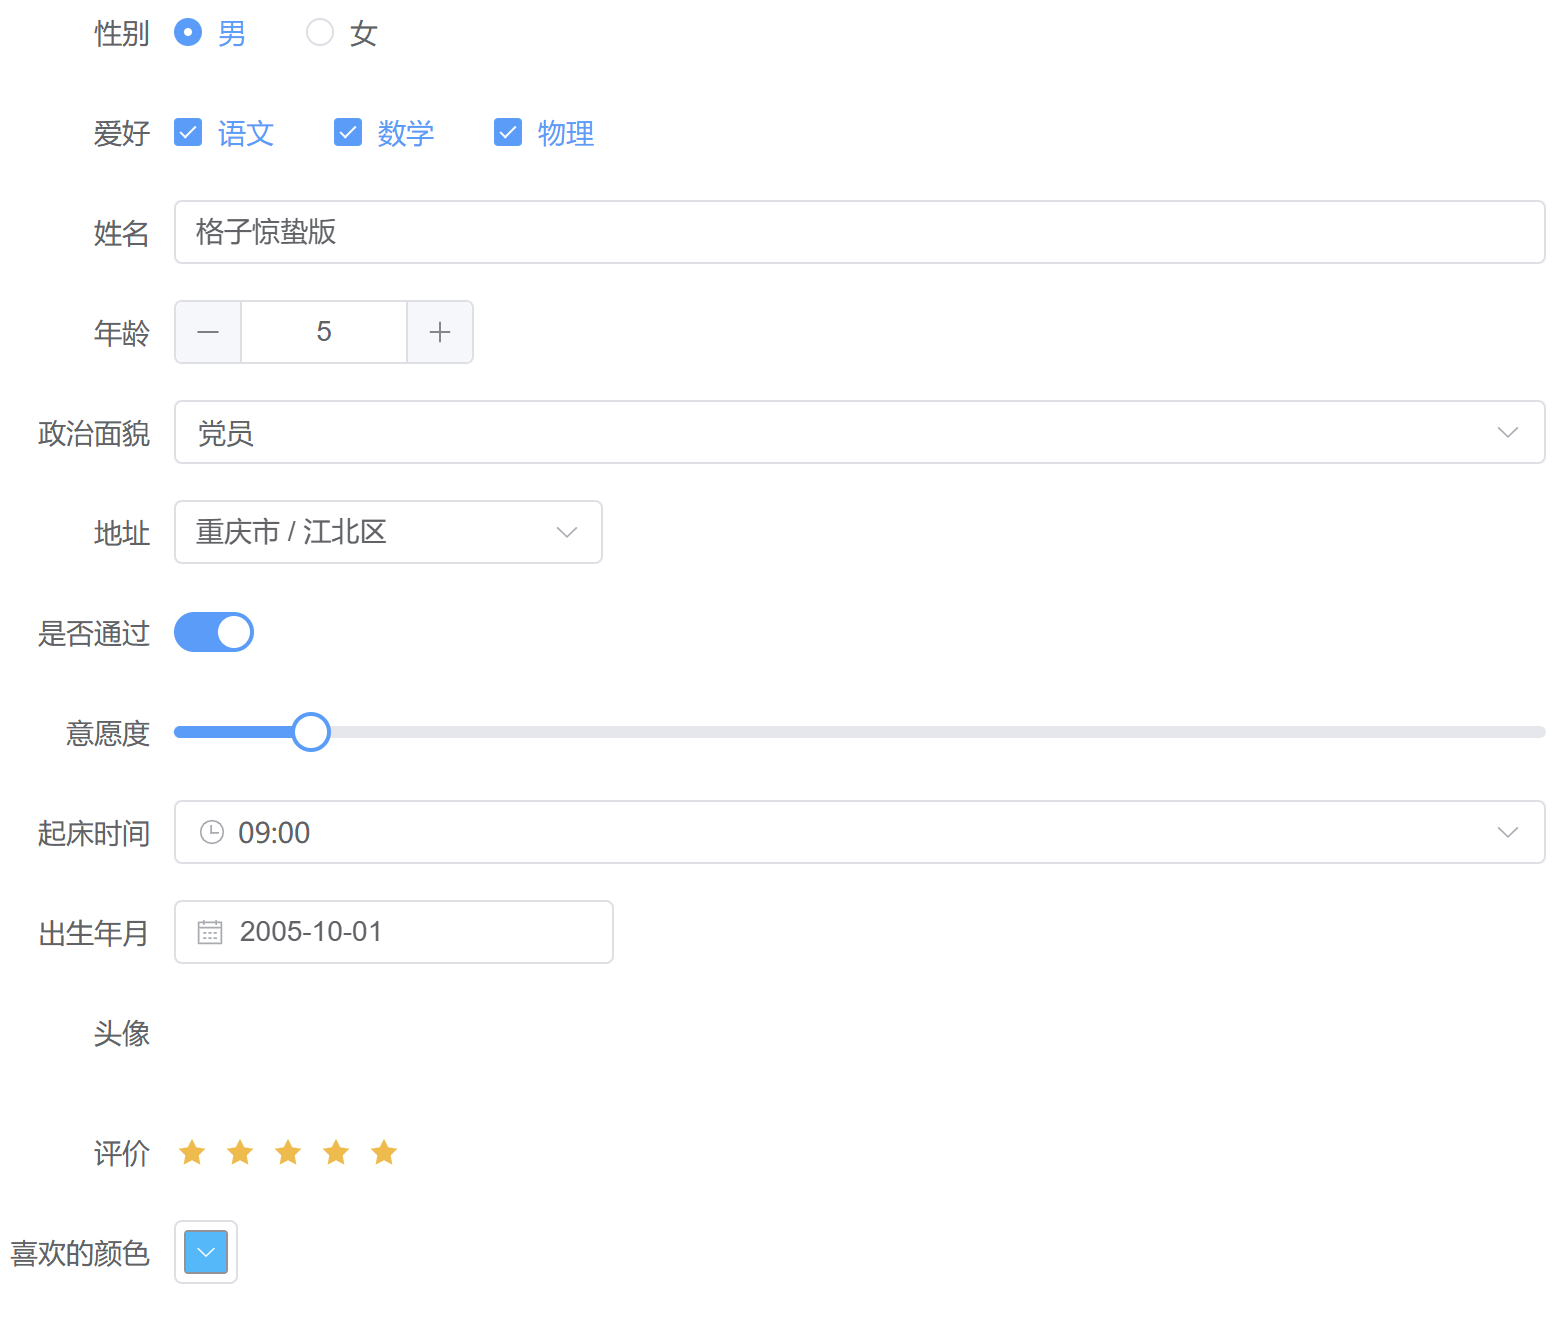 性别 男 女
爱好 语文 数学 物理
姓名 格子惊蛰版
年龄 5
政治面貌 党员
地址 重庆市 / 江北区
是否通过
意愿度
起床时间 09:00
出生年月 2005-10-01
头像
评价
喜欢的颜色